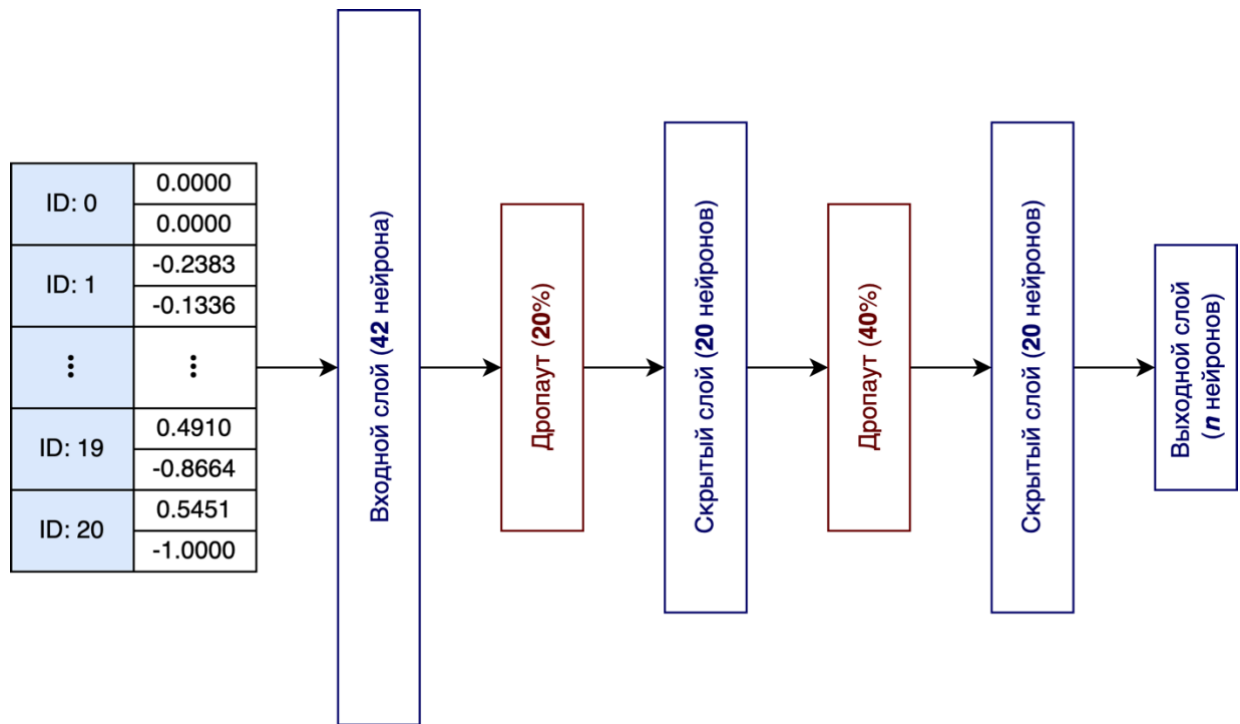 ID: 0
0.0000
0.0000
ID: 1
-0.2383
-0.1336
⋮
⋮
ID: 19
0.4910
-0.8664
ID: 20
0.5451
-1.0000
Входной слой (42 нейрона)
Дропаут (20%)
Скрытый слой (20 нейронов)
Дропаут (40%)
Скрытый слой (20 нейронов)
Выходной слой
(n нейронов)